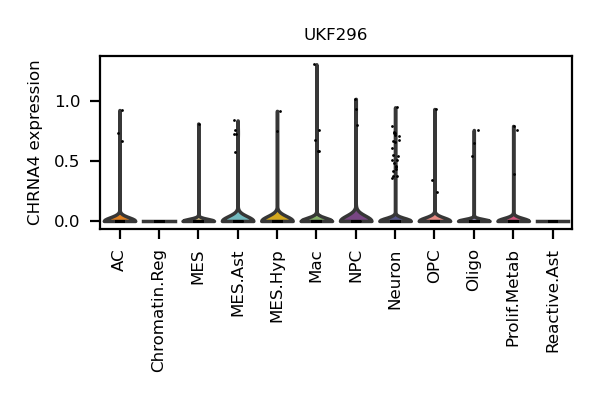 UKF296
CHRNA4 expression
1.0
0.5
0.0
AC
Chromatin.Reg
MES
MES.Ast
MES.Hyp
Mac
NPC
Neuron
OPC
Oligo
Prolif.Metab
Reactive.Ast